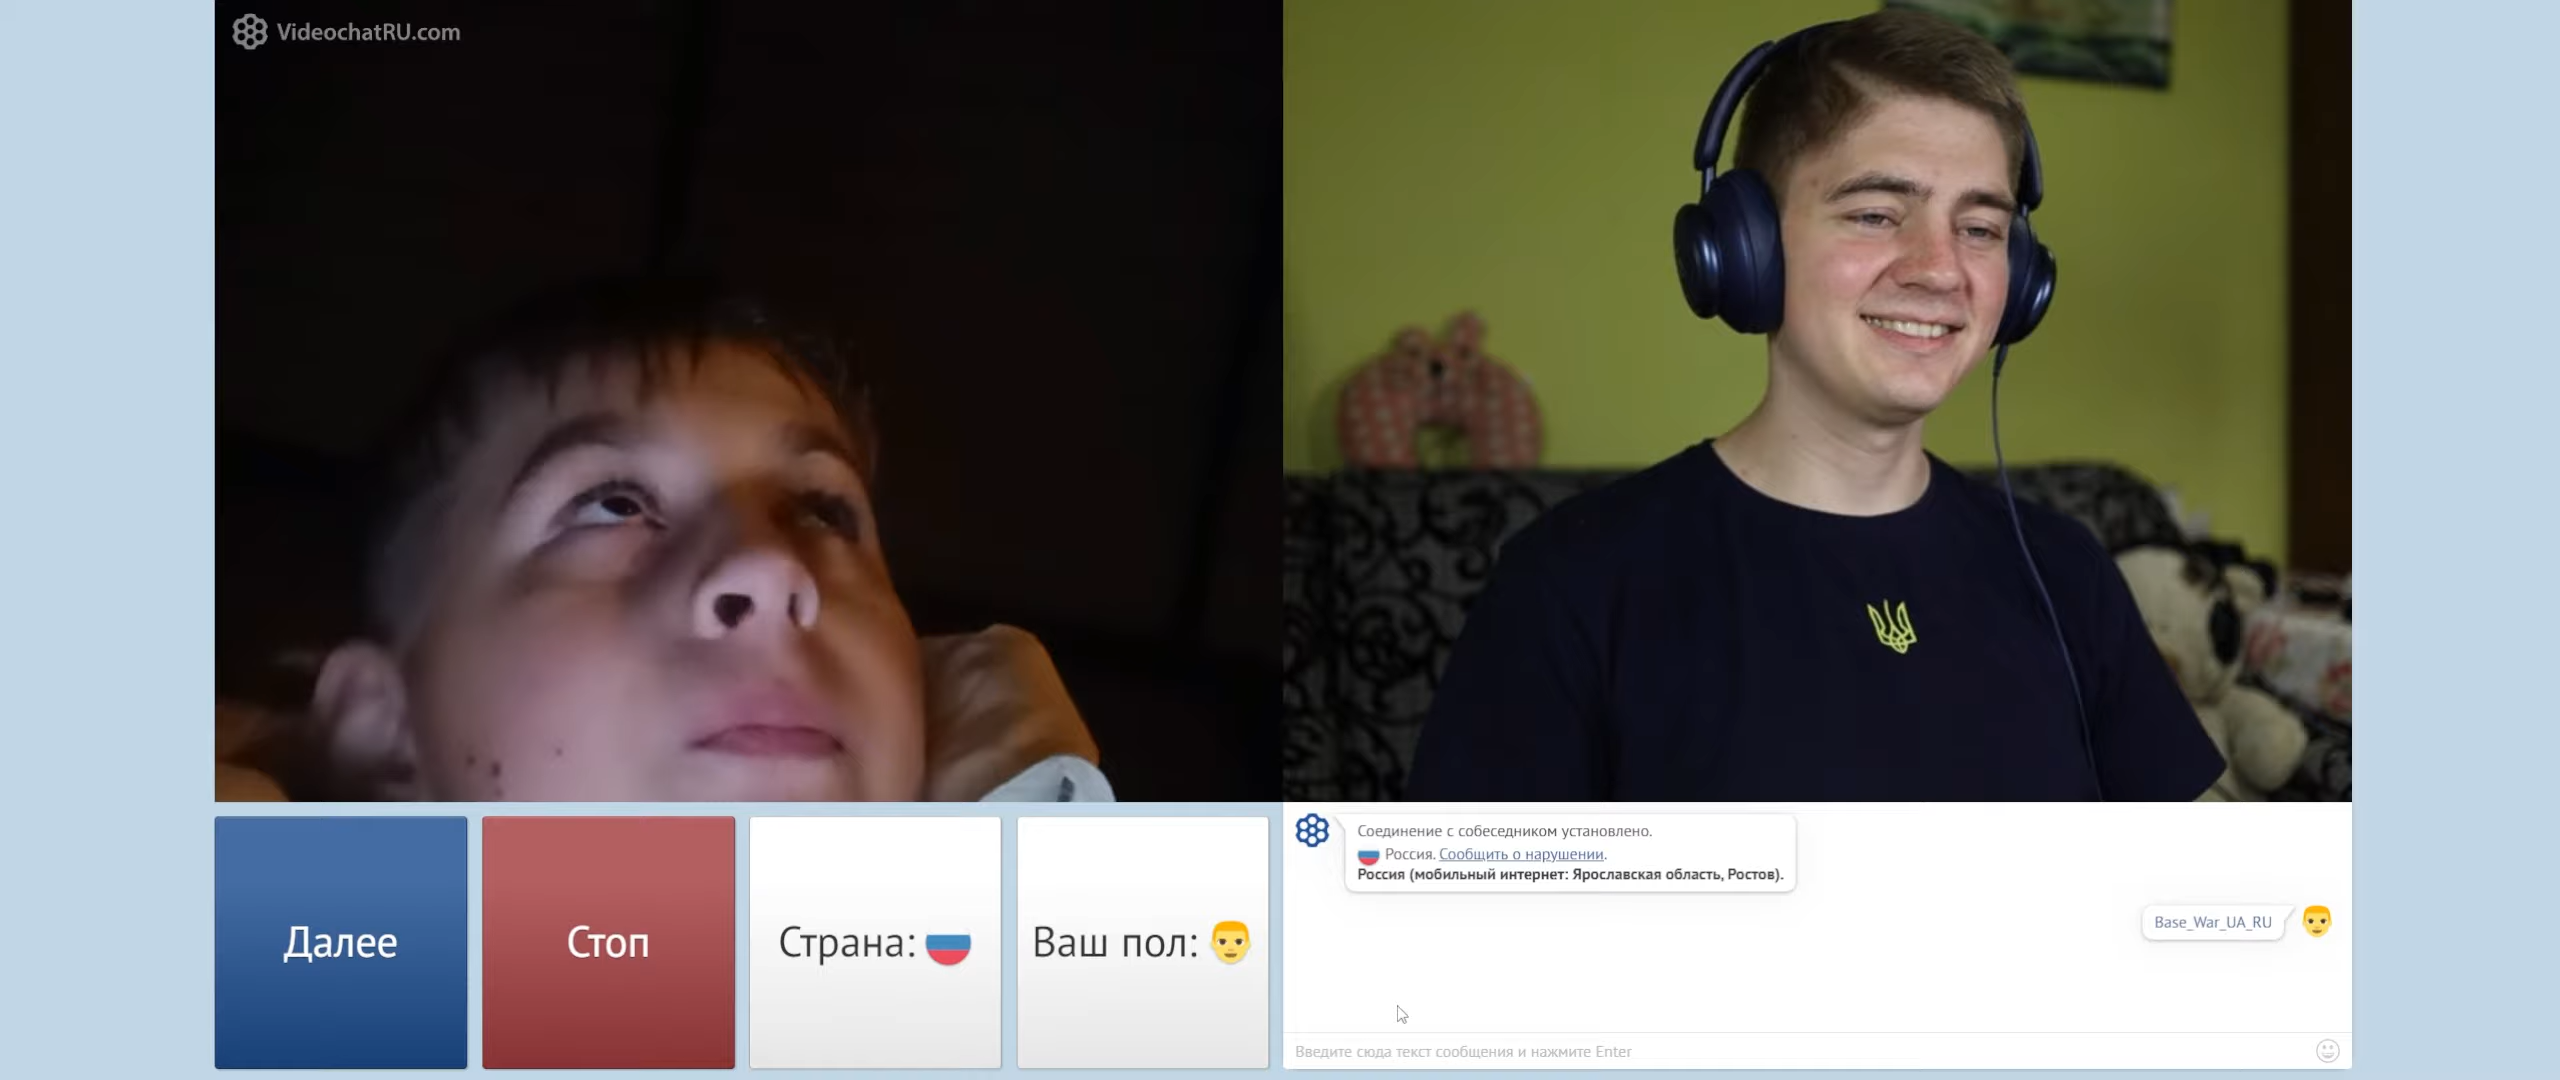 VideochatRU.com
Соединение с собеседником установлено.
Россия. Сообщить о нарушении.
Россия (мобильный интернет: Ярославская область, Ростов).
Base_War_UA_RU
Далее
Стоп
Страна:
Ваш пол:
Введите сюда текст сообщения и нажмите Enter